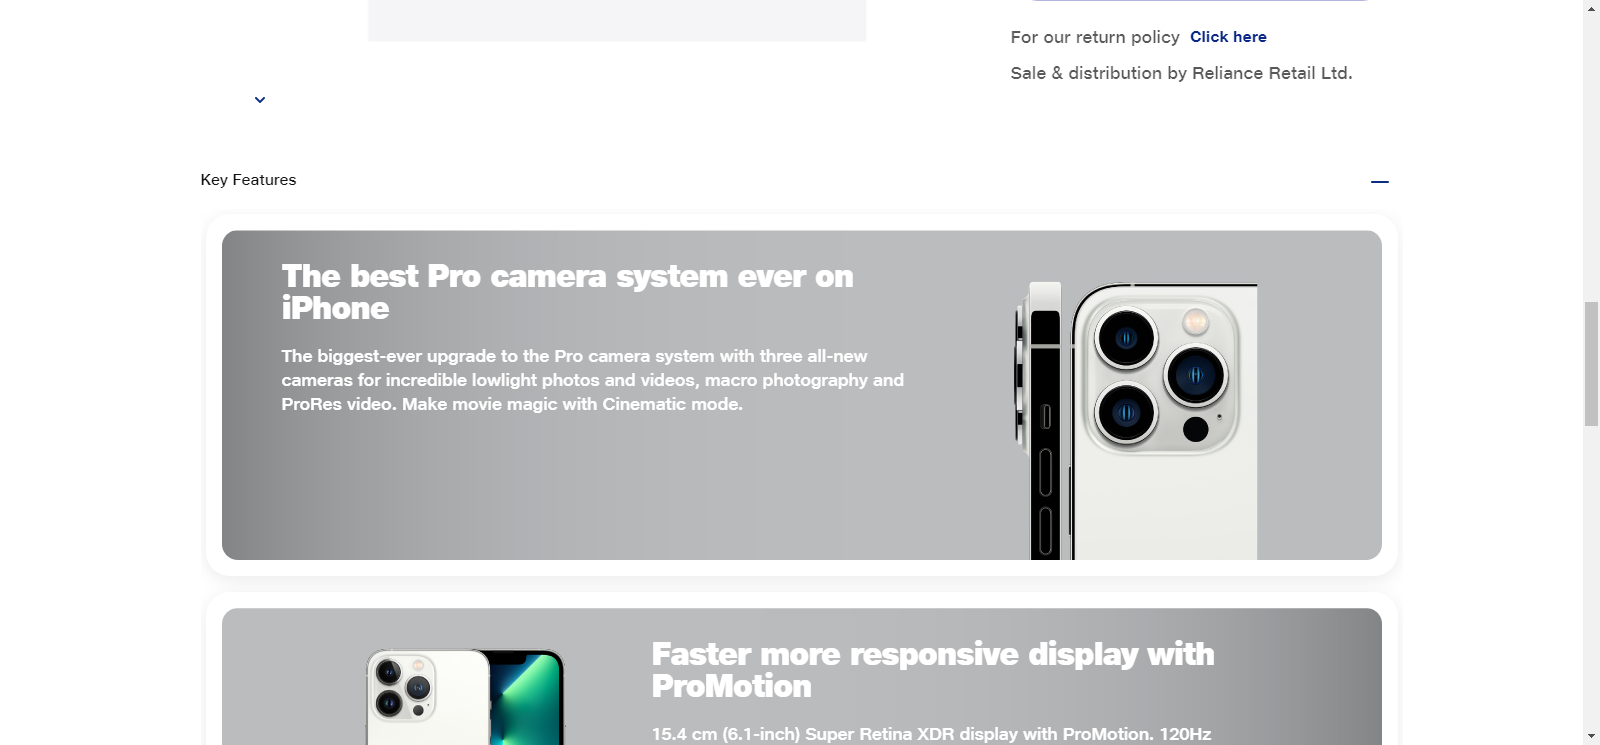 For our return policy Click here
Sale & distribution by Reliance Retail Ltd.
Key Features
The best Pro camera system ever on
iPhone
The biggest-ever upgrade to the Pro camera system with three all-new
cameras for incredible lowlight photos and videos, macro photography and
ProRes video. Make movie magic with Cinematic mode.
Faster more responsive display with
ProMotion
15.4 cm (6.1-inch) Super Retina XDR display with ProMotion. 120Hz